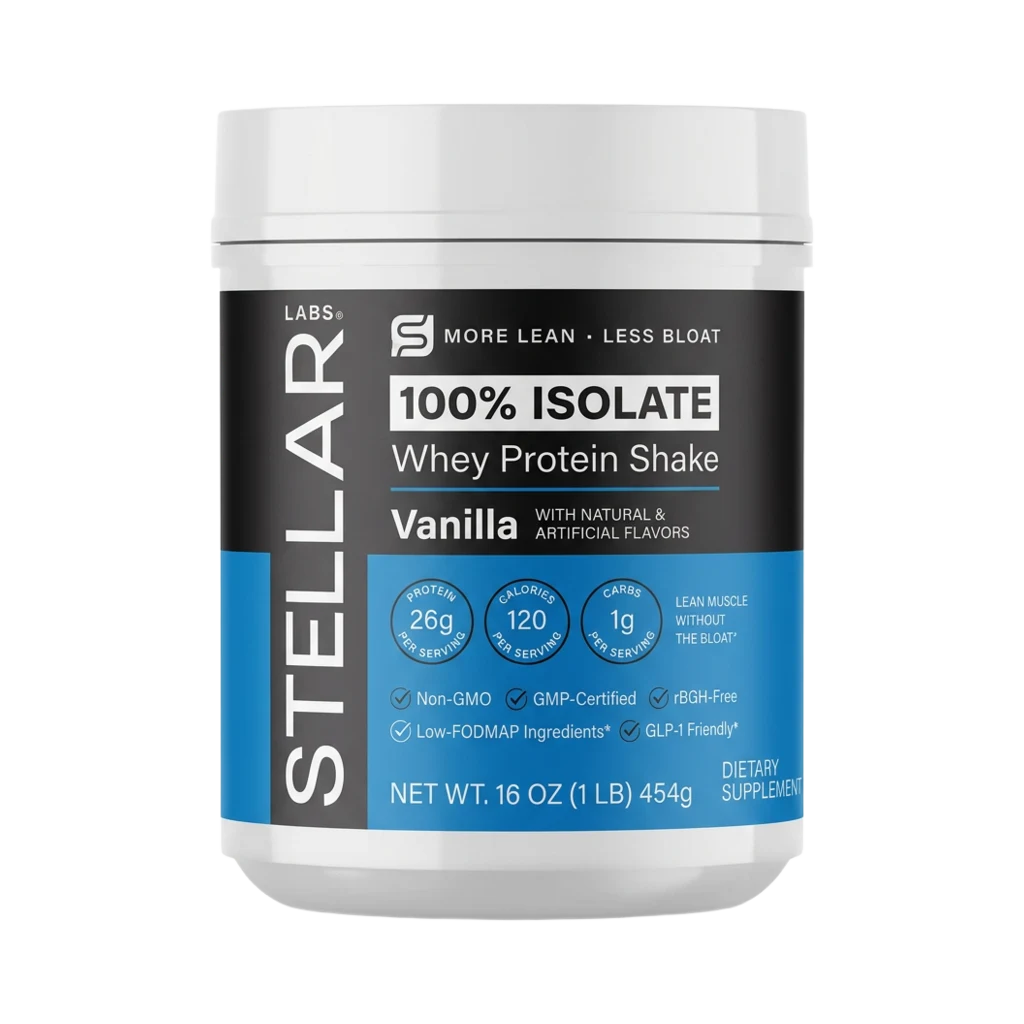 LABS®
STELLAR
MORE LEAN · LESS BLOAT
100% ISOLATE
Whey Protein Shake
Vanilla
WITH NATURAL &
ARTIFICIAL FLAVORS
PROTEIN
26g
PER SERVING
CALORIES
120
PER SERVING
CARBS
1g
PER SERVING
LEAN MUSCLE
WITHOUT
THE BLOAT*
Non-GMO
GMP-Certified
rBGH-Free
Low-FODMAP Ingredients*
GLP-1 Friendly*
NET WT. 16 OZ (1 LB) 454g
DIETARY
SUPPLEMENT